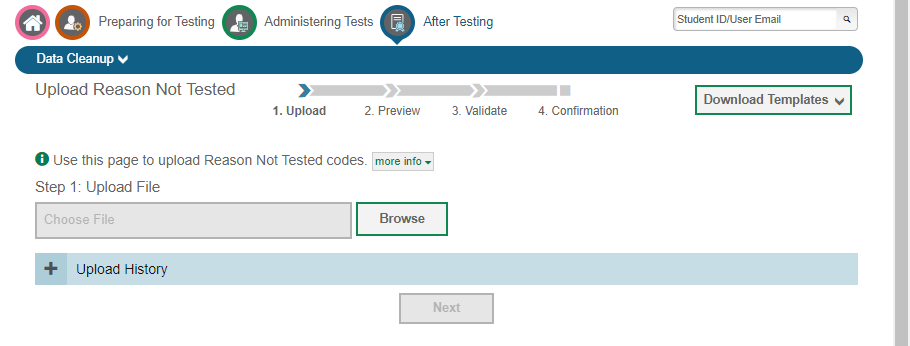 Preparing for Testing Administering Tests After Testing Student ID/User Email
Data Cleanup
Upload Reason Not Tested
1. Upload 2. Preview 3. Validate 4. Confirmation
Download Templates
Use this page to upload Reason Not Tested codes. more info
Step 1: Upload File
Choose File Browse
+ Upload History
Next